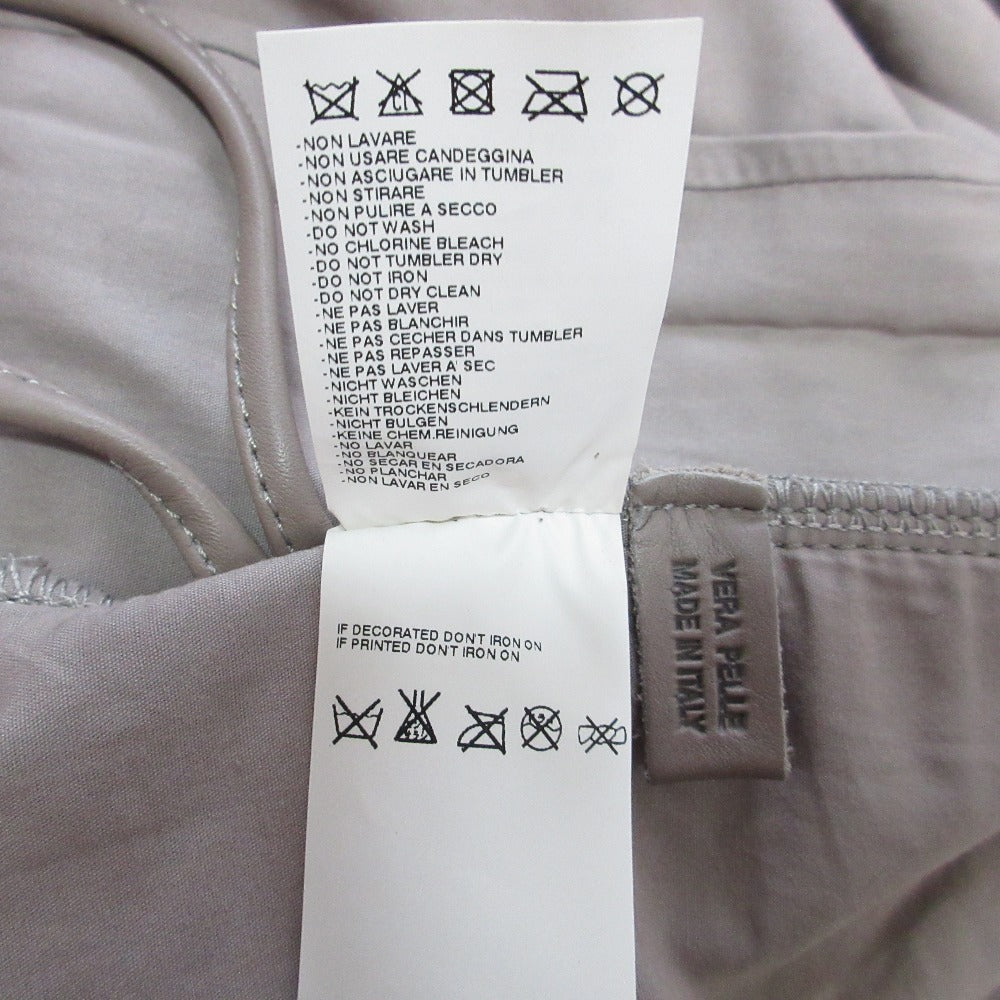 -NON LAVARE
-NON USARE CANDEGGINA
-NON ASCIUGARE IN TUMBLER
-NON STIRARE
-NON PULIRE A SECCO
-DO NOT WASH
-NO CHLORINE BLEACH
-DO NOT TUMBLER DRY
-DO NOT IRON
-DO NOT DRY CLEAN
-NE PAS LAVER
-NE PAS BLANCHIR
-NE PAS CECHER DANS TUMBLER
-NE PAS REPASSER
-NE PAS LAVER A' SEC
-NICHT WASCHEN
-NICHT BLEICHEN
-KEIN TROCKENSCHLENDERN
-NICHT BULGEN
-KEINE CHEM.REINIGUNG
-NO LAVAR
-NO BLANQUEAR
-NO SECAR EN SECADORA
-NO PLANCHAR
-NON LAVAR EN SECO
IF DECORATED DON'T IRON ON
IF PRINTED DON'T IRON ON
VERA PELLE
MADE IN ITALY